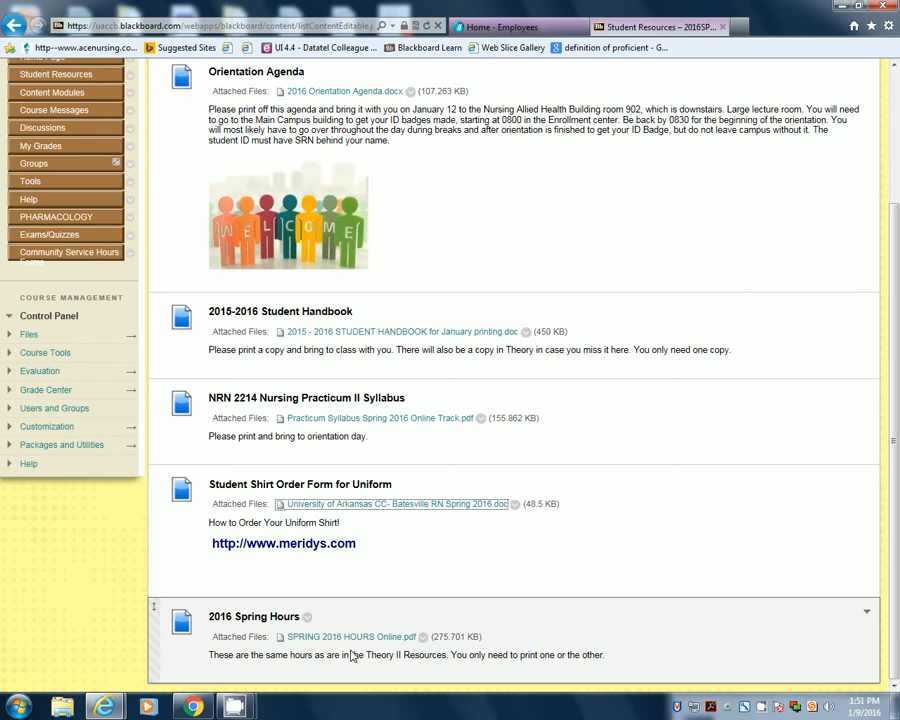 https://uaccb.blackboard.com/webapps/blackboard/content/listContentEditable.j
Home - Employees
Student Resources – 2016SP...
http--www.acenursing.co...
Suggested Sites
UI 4.4 - Datatel Colleague ...
Blackboard Learn
Web Slice Gallery
definition of proficient - G...
Student Resources
Content Modules
Course Messages
Discussions
My Grades
Groups
Tools
Help
PHARMACOLOGY
Exams/Quizzes
Community Service Hours
COURSE MANAGEMENT
Control Panel
Files
Course Tools
Evaluation
Grade Center
Users and Groups
Customization
Packages and Utilities
Help
Orientation Agenda
Attached Files: 2016 Orientation Agenda.docx (107.263 KB)
Please print off this agenda and bring it with you on January 12 to the Nursing Allied Health Building room 902, which is downstairs. Large lecture room. You will need
to go to the Main Campus building to get your ID badges made, starting at 0800 in the Enrollment center. Be back by 0830 for the beginning of the orientation. You
will most likely have to go over throughout the day during breaks and after orientation is finished to get your ID Badge, but do not leave campus without it. The
student ID must have SRN behind your name.
WELCOME
2015-2016 Student Handbook
Attached Files: 2015 - 2016 STUDENT HANDBOOK for January printing.doc (450 KB)
Please print a copy and bring to class with you. There will also be a copy in Theory in case you miss it here. You only need one copy.
NRN 2214 Nursing Practicum II Syllabus
Attached Files: Practicum Syllabus Spring 2016 Online Track.pdf (155.862 KB)
Please print and bring to orientation day.
Student Shirt Order Form for Uniform
Attached Files: University of Arkansas CC- Batesville RN Spring 2016.doc (48.5 KB)
How to Order Your Uniform Shirt!
http://www.meridys.com
2016 Spring Hours
Attached Files: SPRING 2016 HOURS Online.pdf (275.701 KB)
These are the same hours as are in the Theory II Resources. You only need to print one or the other.
1:51 PM
1/9/2016